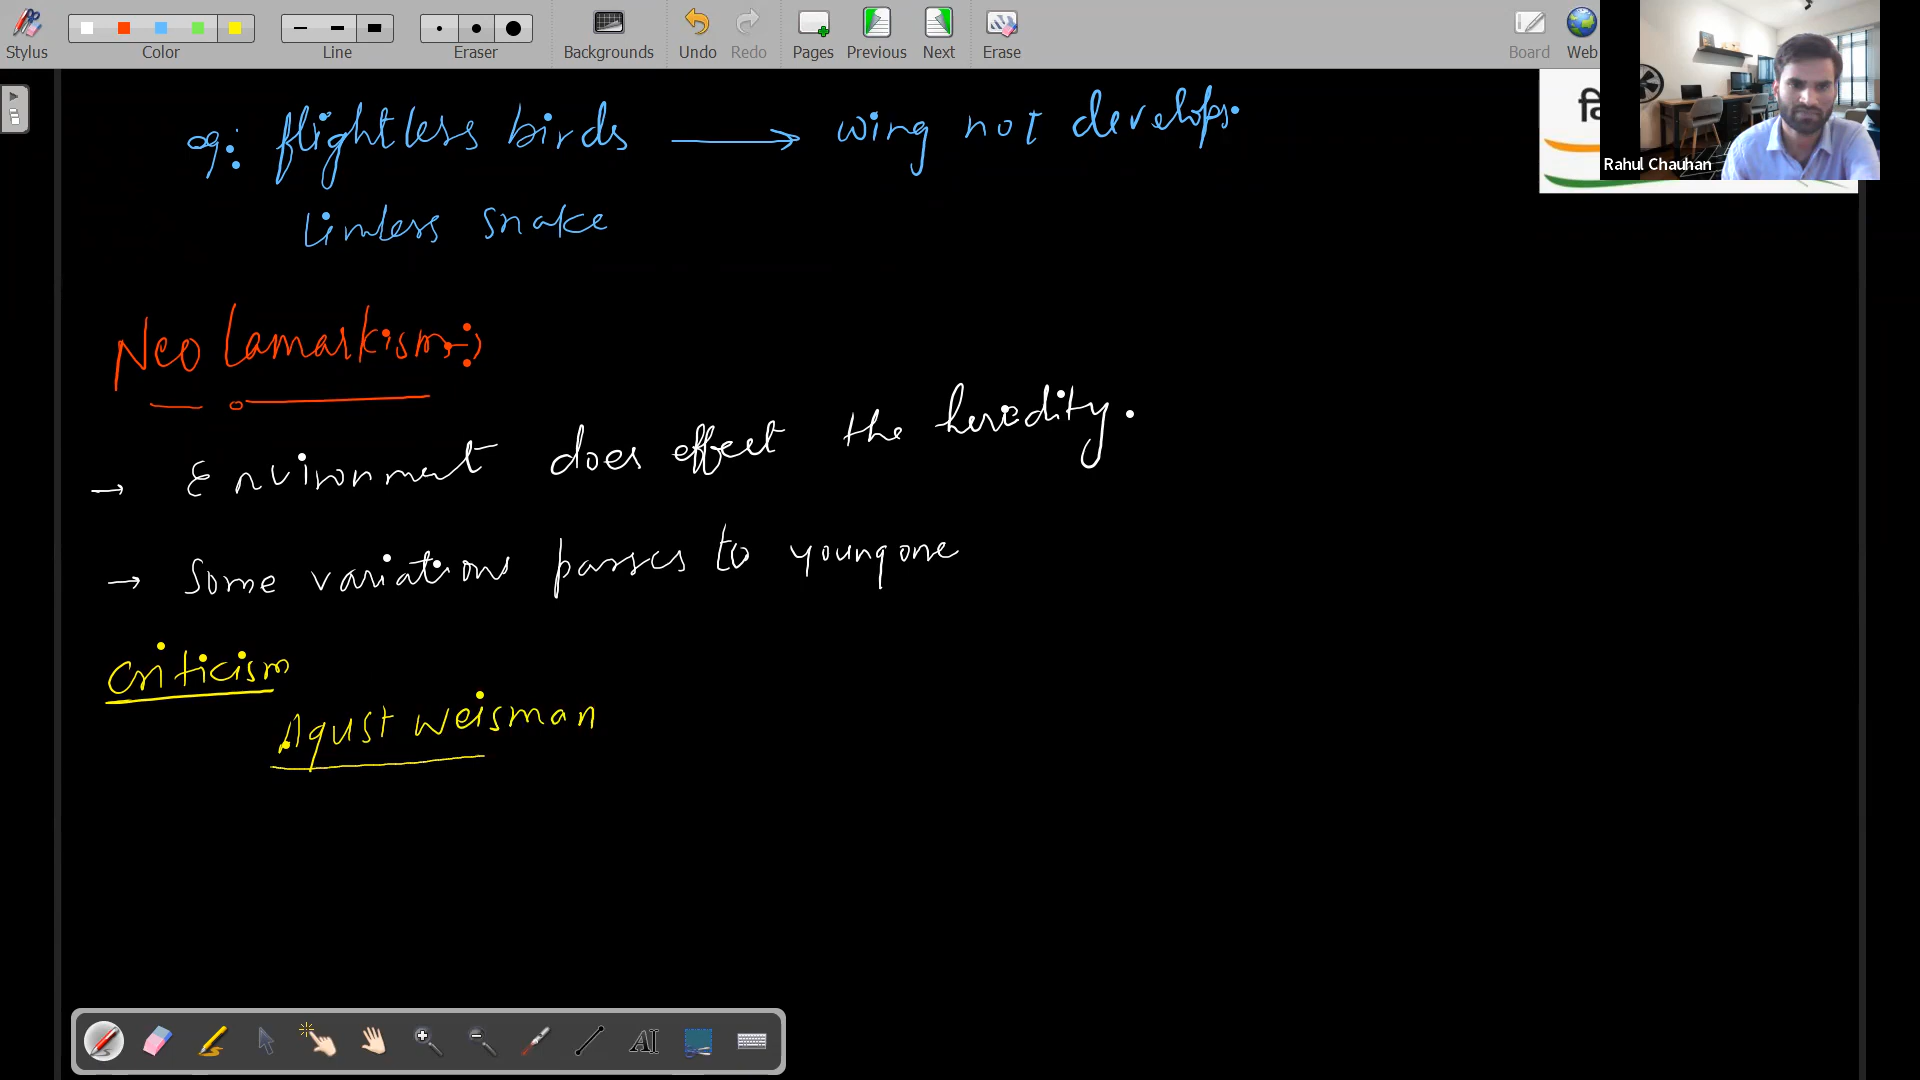 Stylus Color Line Eraser Backgrounds Undo Redo Pages Previous Next Erase Board Web
eg: flightless birds → wing not develops.
Limless snake
Rahul Chauhan
Neo Lamarkism:-)
→ Environment does effect the heredity.
→ Some variations passes to young one
Criticism
Agust Weisman